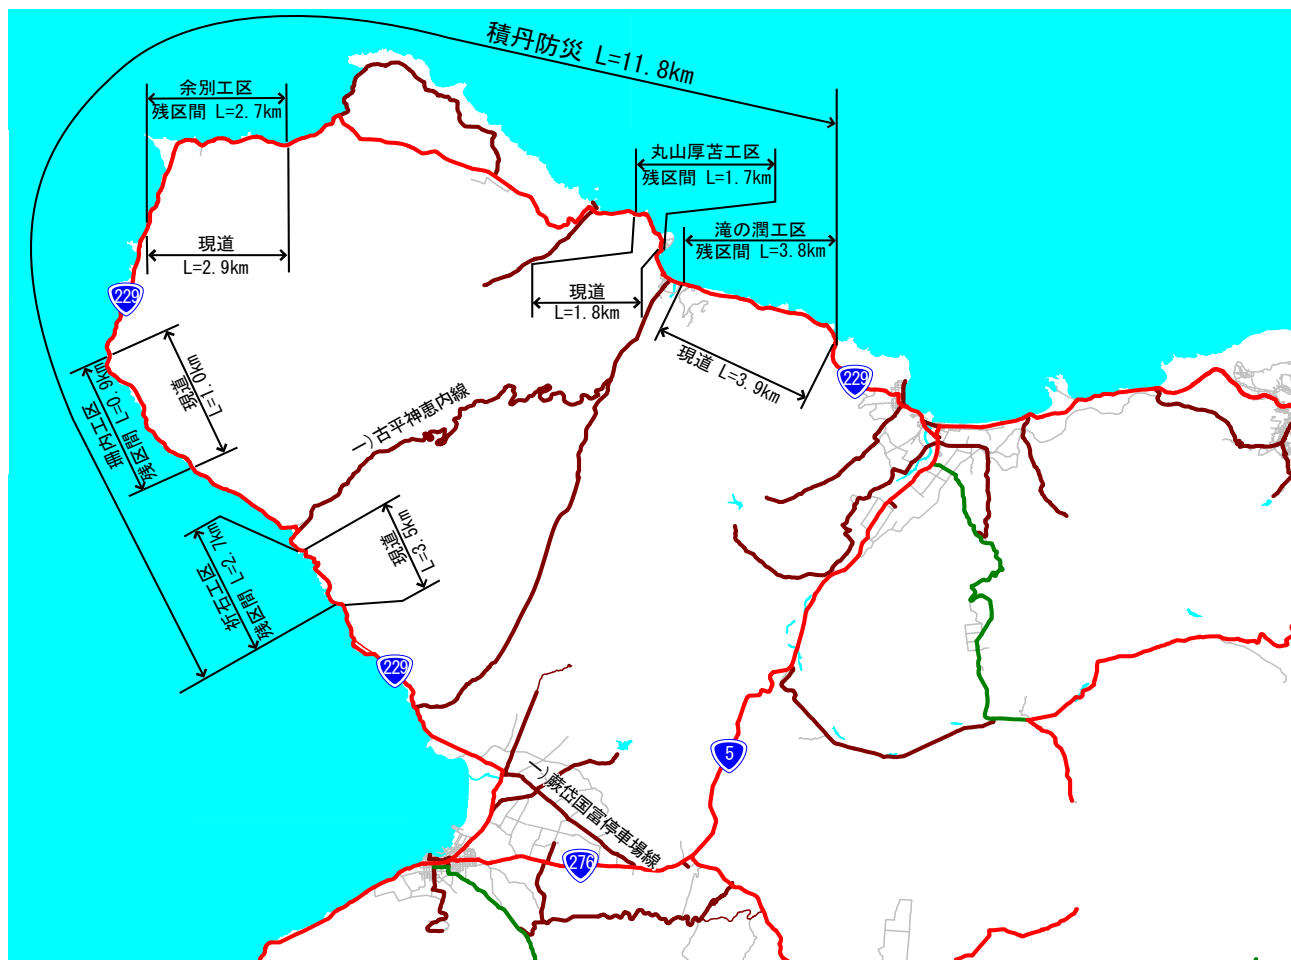 積丹防災 L=11.8km
余別工区
残区間 L=2.7km
現道
L=2.9km
丸山厚苫工区
残区間 L=1.7km
滝の澗工区
残区間 L=3.8km
現道
L=1.8km
現道 L=3.9km
229
229
珊内工区
残区間 L=0.9km
現道
L=1.0km
一)古平神恵内線
祈石工区
残区間 L=2.7km
現道
L=3.5km
229
5
一)蕨岱国富停車場線
276